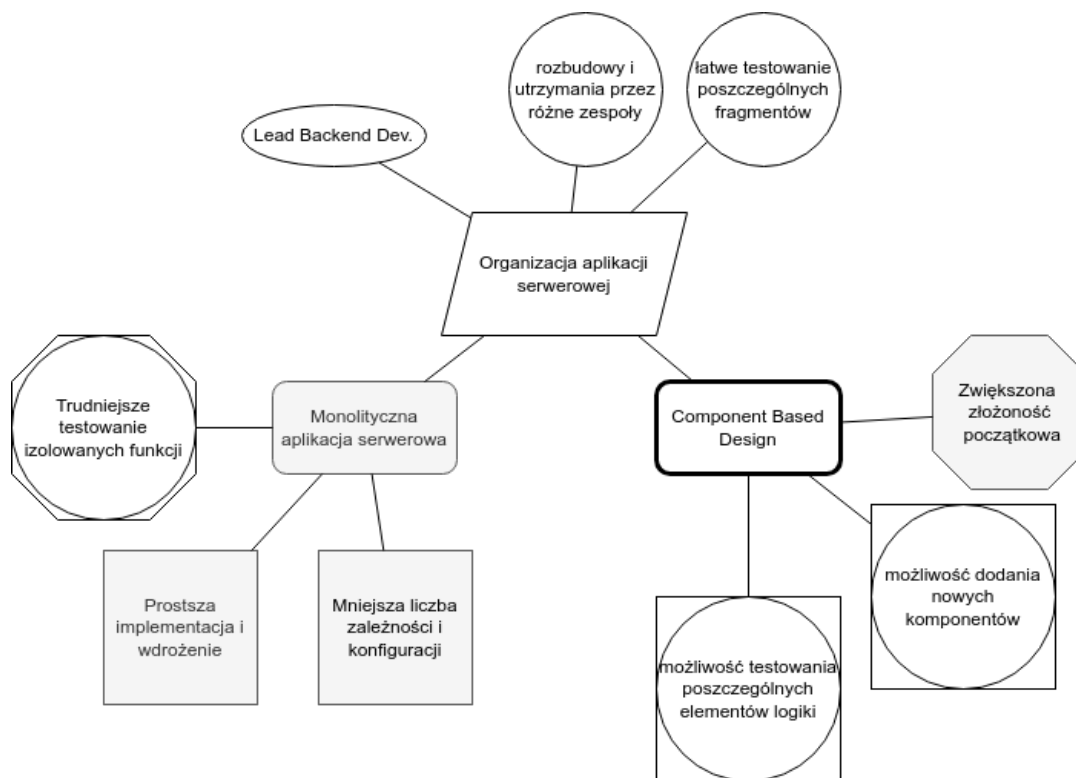 rozbudowy i
utrzymania przez
różne zespoły
łatwe testowanie
poszczególnych
fragmentów
Lead Backend Dev.
Organizacja aplikacji
serwerowej
Trudniejsze
testowanie
izolowanych funkcji
Monolityczna
aplikacja serwerowa
Component Based
Design
Zwiększona
złożoność
początkowa
Prostsza
implementacja i
wdrożenie
Mniejsza liczba
zależności i
konfiguracji
możliwość dodania
nowych
komponentów
możliwość testowania
poszczególnych
elementów logiki